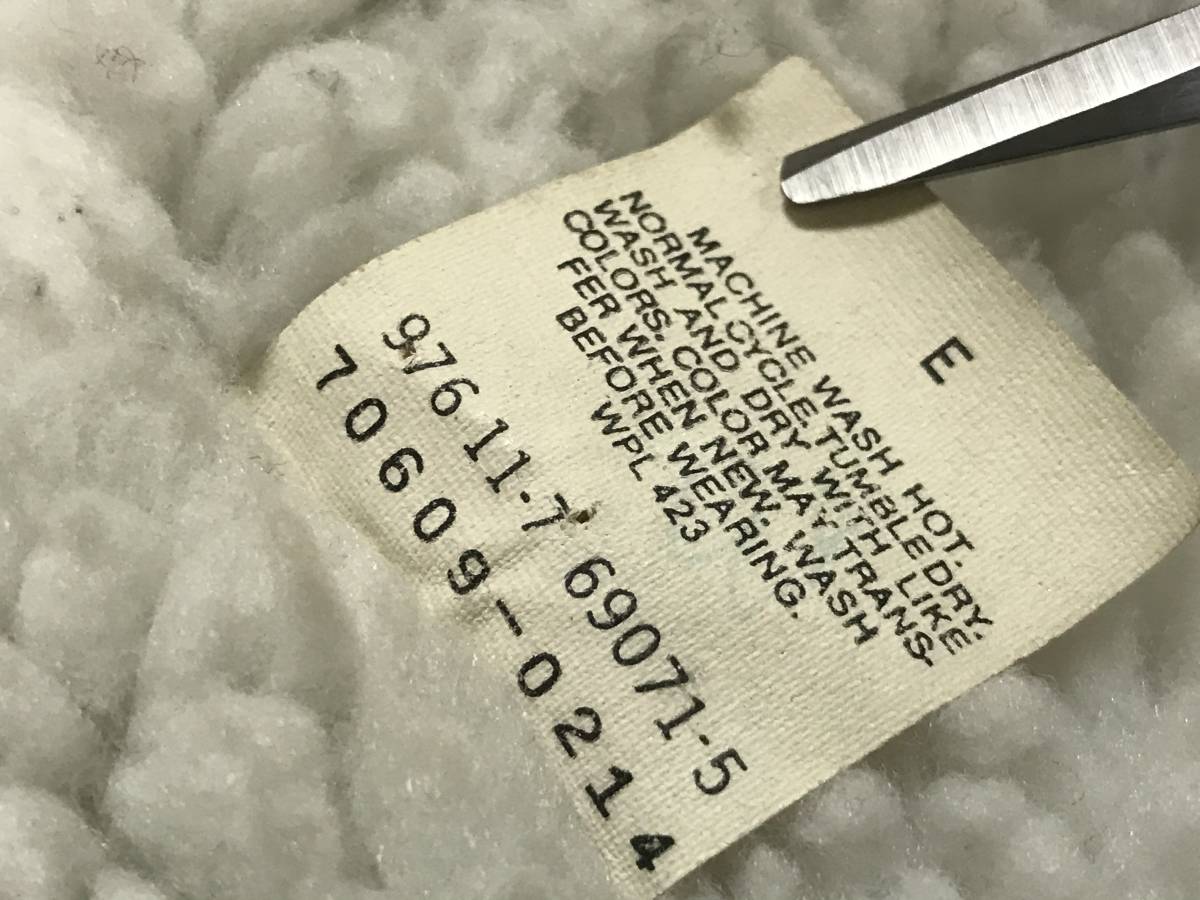 E
MACHINE WASH HOT.
NORMAL CYCLE. TUMBLE DRY.
WASH AND DRY WITH LIKE
COLORS. COLOR MAY TRANS-
FER WHEN NEW. WASH
BEFORE WEARING.
WPL 423
976 11-7 69071-5
70609-0214